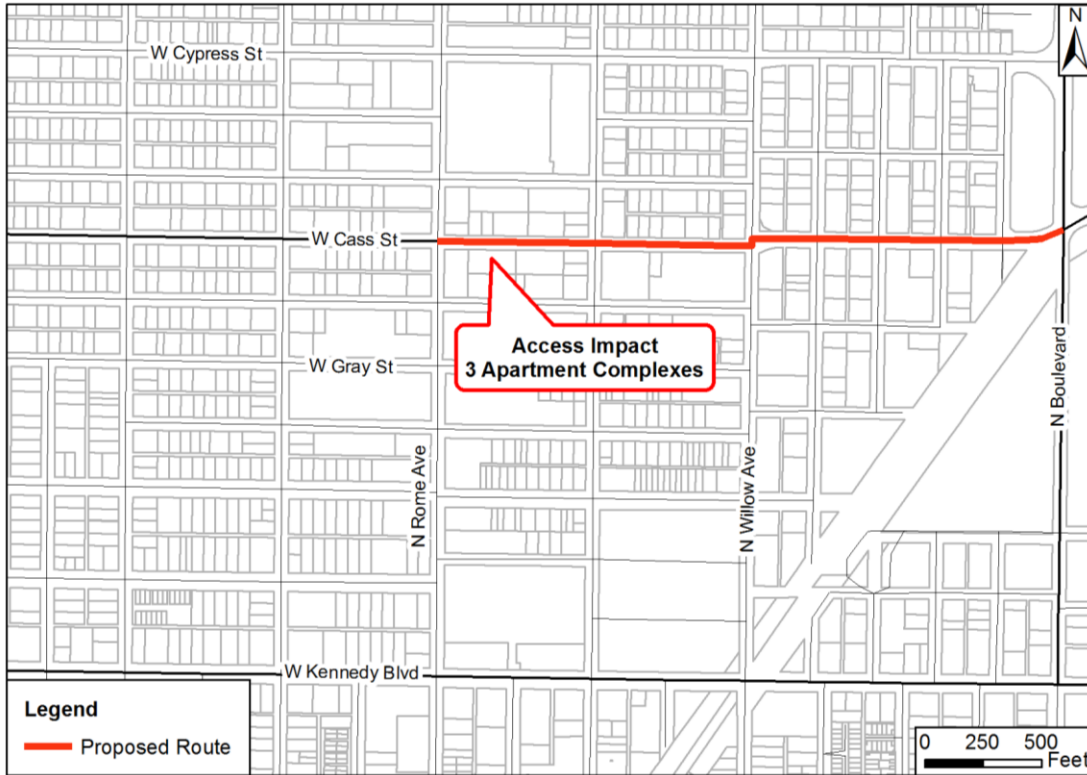 N
W Cypress St
W Cass St
Access Impact
3 Apartment Complexes
W Gray St
N Boulevard
N Rome Ave
N Willow Ave
W Kennedy Blvd
Legend
Proposed Route
0 250 500
Feet